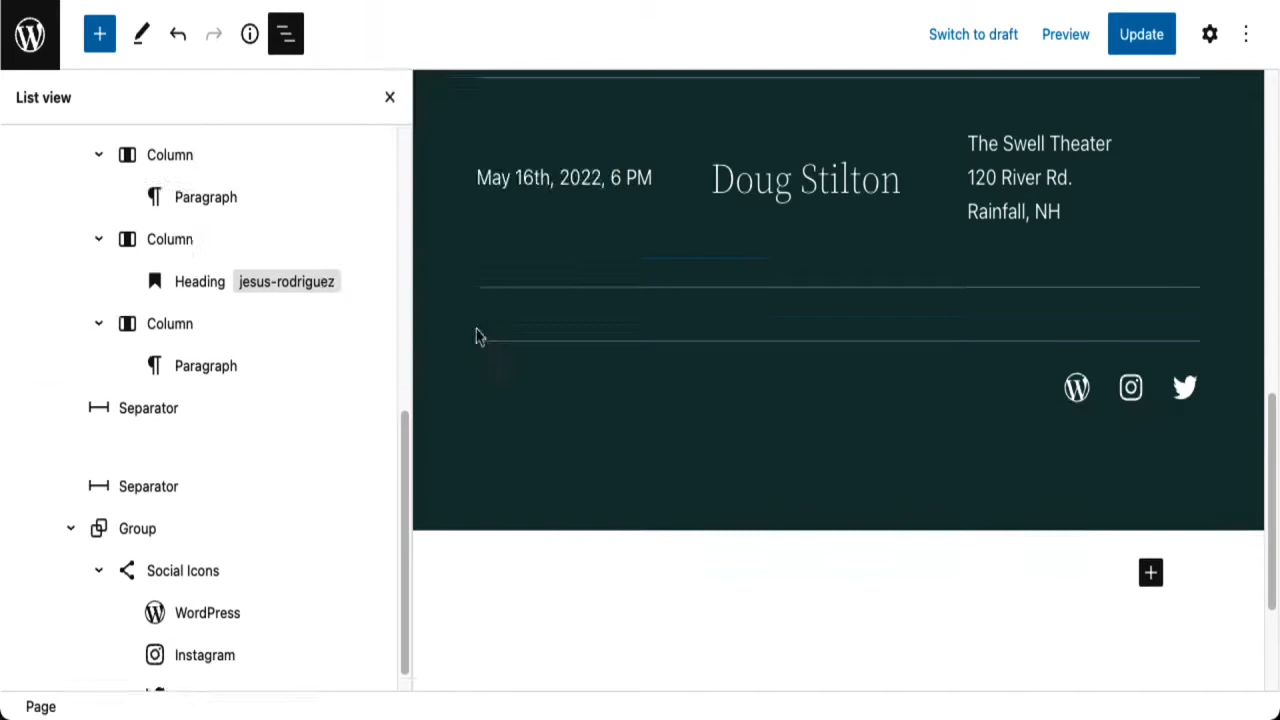 Switch to draft
Preview
Update
List view
Column
Paragraph
Column
Heading jesus-rodriguez
Column
Paragraph
Separator
Separator
Group
Social Icons
WordPress
Instagram
May 16th, 2022, 6 PM
Doug Stilton
The Swell Theater
120 River Rd.
Rainfall, NH
Page